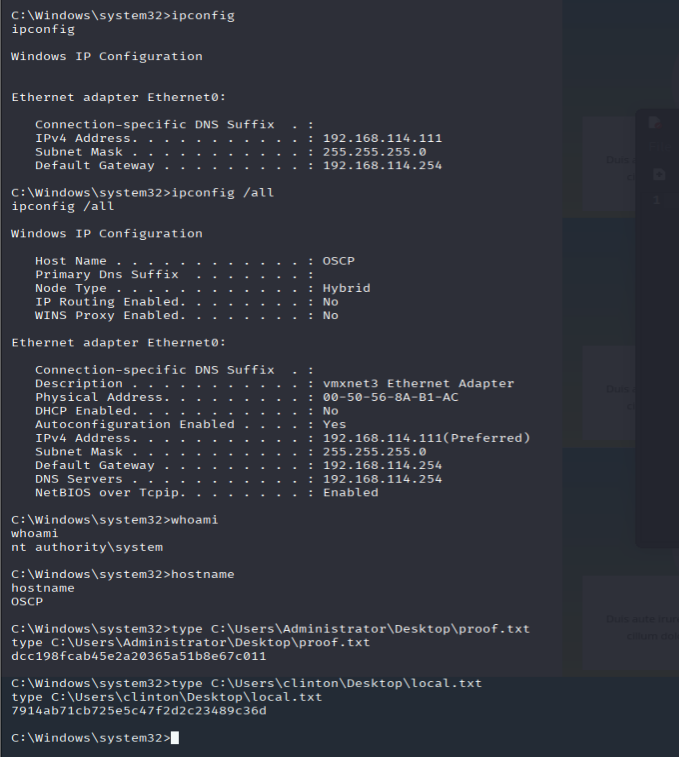 C:\Windows\system32>ipconfig
ipconfig
Windows IP Configuration
Ethernet adapter Ethernet0:
   Connection-specific DNS Suffix  . :
   IPv4 Address. . . . . . . . . . . : 192.168.114.111
   Subnet Mask . . . . . . . . . . . : 255.255.255.0
   Default Gateway . . . . . . . . . : 192.168.114.254
C:\Windows\system32>ipconfig /all
ipconfig /all
Windows IP Configuration
   Host Name . . . . . . . . . . . . : OSCP
   Primary Dns Suffix  . . . . . . . :
   Node Type . . . . . . . . . . . . : Hybrid
   IP Routing Enabled. . . . . . . . : No
   WINS Proxy Enabled. . . . . . . . : No
Ethernet adapter Ethernet0:
   Connection-specific DNS Suffix  . :
   Description . . . . . . . . . . . : vmxnet3 Ethernet Adapter
   Physical Address. . . . . . . . . : 00-50-56-8A-B1-AC
   DHCP Enabled. . . . . . . . . . . : No
   Autoconfiguration Enabled . . . . : Yes
   IPv4 Address. . . . . . . . . . . : 192.168.114.111(Preferred)
   Subnet Mask . . . . . . . . . . . : 255.255.255.0
   Default Gateway . . . . . . . . . : 192.168.114.254
   DNS Servers . . . . . . . . . . . : 192.168.114.254
   NetBIOS over Tcpip. . . . . . . . : Enabled
C:\Windows\system32>whoami
whoami
nt authority\system
C:\Windows\system32>hostname
hostname
OSCP
C:\Windows\system32>type C:\Users\Administrator\Desktop\proof.txt
type C:\Users\Administrator\Desktop\proof.txt
dcc198fcab45e2a20365a51b8e67c011
C:\Windows\system32>type C:\Users\clinton\Desktop\local.txt
type C:\Users\clinton\Desktop\local.txt
7914ab71cb725e5c47f2d2c23489c36d
C:\Windows\system32>